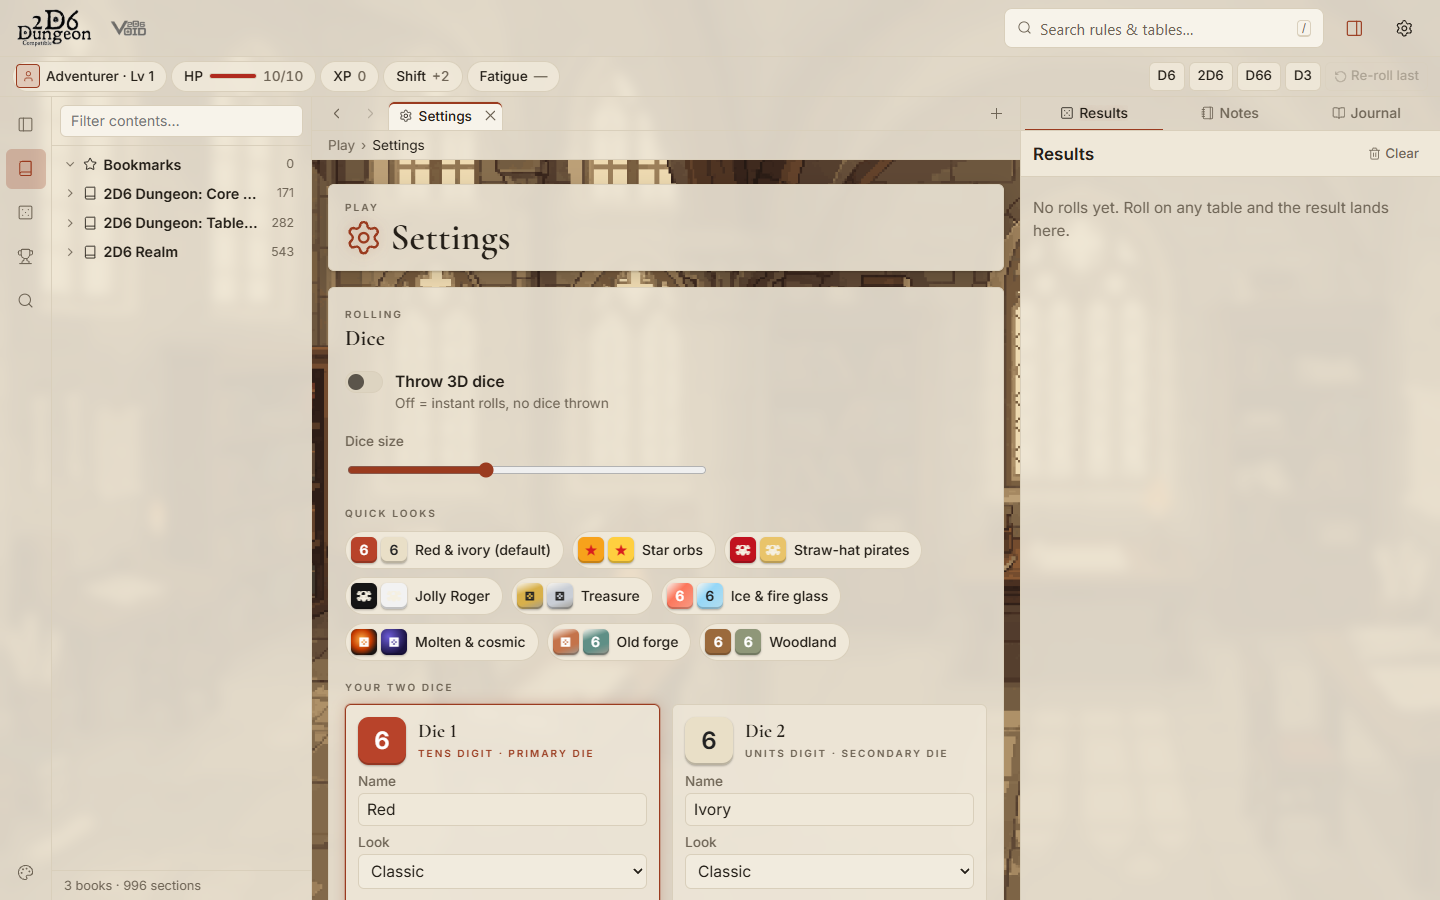 2D6
Dungeon
Compatible
Search rules & tables...
/
Adventurer · Lv 1
HP
10/10
XP 0
Shift +2
Fatigue —
D6
2D6
D66
D3
Re-roll last
Filter contents...
Bookmarks
0
2D6 Dungeon: Core ...
171
2D6 Dungeon: Table...
282
2D6 Realm
543
3 books · 996 sections
Settings
Play › Settings
PLAY
Settings
ROLLING
Dice
Throw 3D dice
Off = instant rolls, no dice thrown
Dice size
QUICK LOOKS
6 6 Red & ivory (default)
Star orbs
Straw-hat pirates
Jolly Roger
Treasure
6 6 Ice & fire glass
Molten & cosmic
6 Old forge
6 6 Woodland
YOUR TWO DICE
6
Die 1
TENS DIGIT · PRIMARY DIE
Name
Red
Look
Classic
6
Die 2
UNITS DIGIT · SECONDARY DIE
Name
Ivory
Look
Classic
Results
Notes
Journal
Results
Clear
No rolls yet. Roll on any table and the result lands
here.